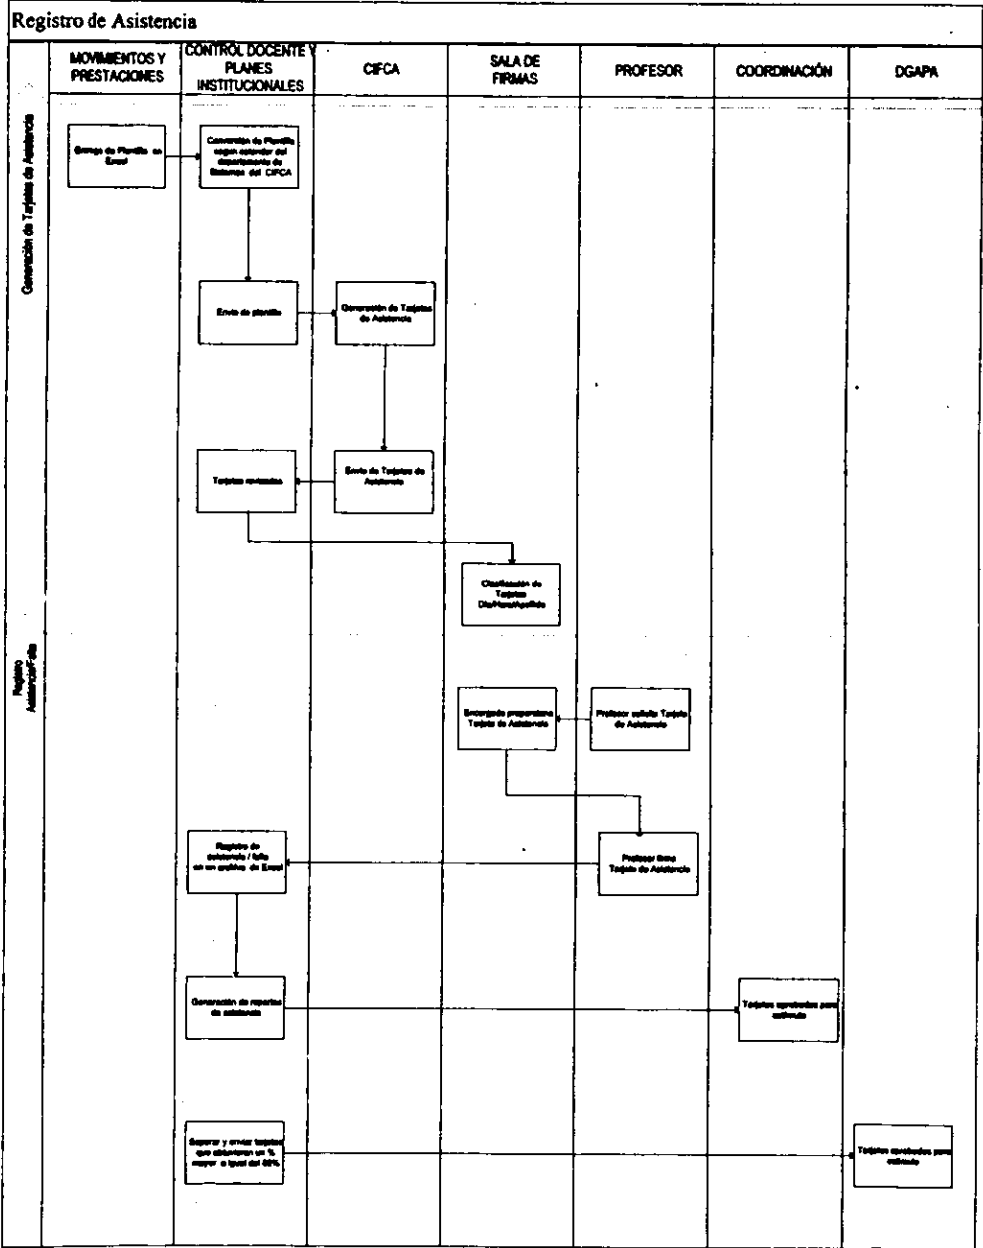 Registro de Asistencia
MOVIMIENTOS Y
PRESTACIONES
CONTROL DOCENTE Y
PLANES
INSTITUCIONALES
CIFCA
SALA DE
FIRMAS
PROFESOR
COORDINACIÓN
DGAPA
Generación de Tarjetas de Asistencia
Entrega de Plantilla en
Excel
Conversión de Plantilla
según estándar del
departamento de
Sistemas del CIFCA
Envío de plantilla
Generación de Tarjetas
de Asistencia
Envío de Tarjetas de
Asistencia
Tarjetas revisadas
Clasificación de
Tarjetas
Día/Hora/Apellido
Registro
Asistencia/Falta
Encargado proporciona
Tarjeta de Asistencia
Profesor solicita Tarjeta
de Asistencia
Registro de
asistencia / falta
en un archivo de Excel
Profesor firma
Tarjeta de Asistencia
Generación de reportes
de asistencia
Tarjetas aprobadas para
estímulo
Separar y enviar tarjetas
que obtuvieron un %
mayor o igual del
Tarjetas aprobadas para
estímulo